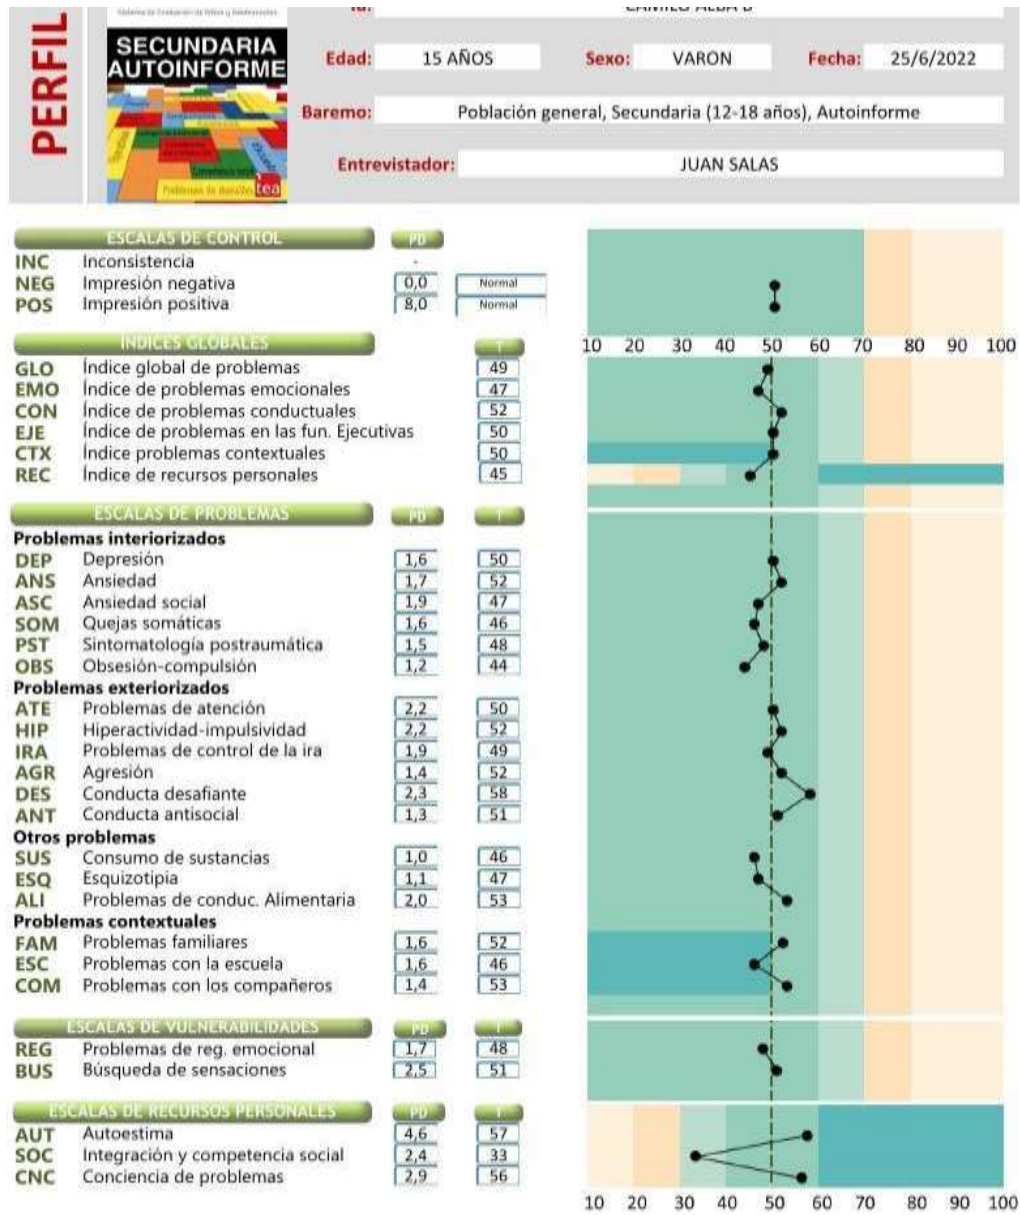 PERFIL
Sistema de Evaluación de Niños y Adolescentes
SECUNDARIA
AUTOINFORME
tea
Edad: 15 AÑOS Sexo: VARON Fecha: 25/6/2022
Baremo: Población general, Secundaria (12-18 años), Autoinforme
Entrevistador: JUAN SALAS
ESCALAS DE CONTROL PD
INC Inconsistencia -
NEG Impresión negativa 0,0 Normal
POS Impresión positiva 8,0 Normal
ÍNDICES GLOBALES T
10 20 30 40 50 60 70 80 90 100
GLO Índice global de problemas 49
EMO Índice de problemas emocionales 47
CON Índice de problemas conductuales 52
EJE Índice de problemas en las fun. Ejecutivas 50
CTX Índice problemas contextuales 50
REC Índice de recursos personales 45
ESCALAS DE PROBLEMAS PD T
Problemas interiorizados
DEP Depresión 1,6 50
ANS Ansiedad 1,7 52
ASC Ansiedad social 1,9 47
SOM Quejas somáticas 1,6 46
PST Sintomatología postraumática 1,5 48
OBS Obsesión-compulsión 1,2 44
Problemas exteriorizados
ATE Problemas de atención 2,2 50
HIP Hiperactividad-impulsividad 2,2 52
IRA Problemas de control de la ira 1,9 49
AGR Agresión 1,4 52
DES Conducta desafiante 2,3 58
ANT Conducta antisocial 1,3 51
Otros problemas
SUS Consumo de sustancias 1,0 46
ESQ Esquizotipia 1,1 47
ALI Problemas de conduc. Alimentaria 2,0 53
Problemas contextuales
FAM Problemas familiares 1,6 52
ESC Problemas con la escuela 1,6 46
COM Problemas con los compañeros 1,4 53
ESCALAS DE VULNERABILIDADES PD T
REG Problemas de reg. emocional 1,7 48
BUS Búsqueda de sensaciones 2,5 51
ESCALAS DE RECURSOS PERSONALES PD T
AUT Autoestima 4,6 57
SOC Integración y competencia social 2,4 33
CNC Conciencia de problemas 2,9 56
10 20 30 40 50 60 70 80 90 100